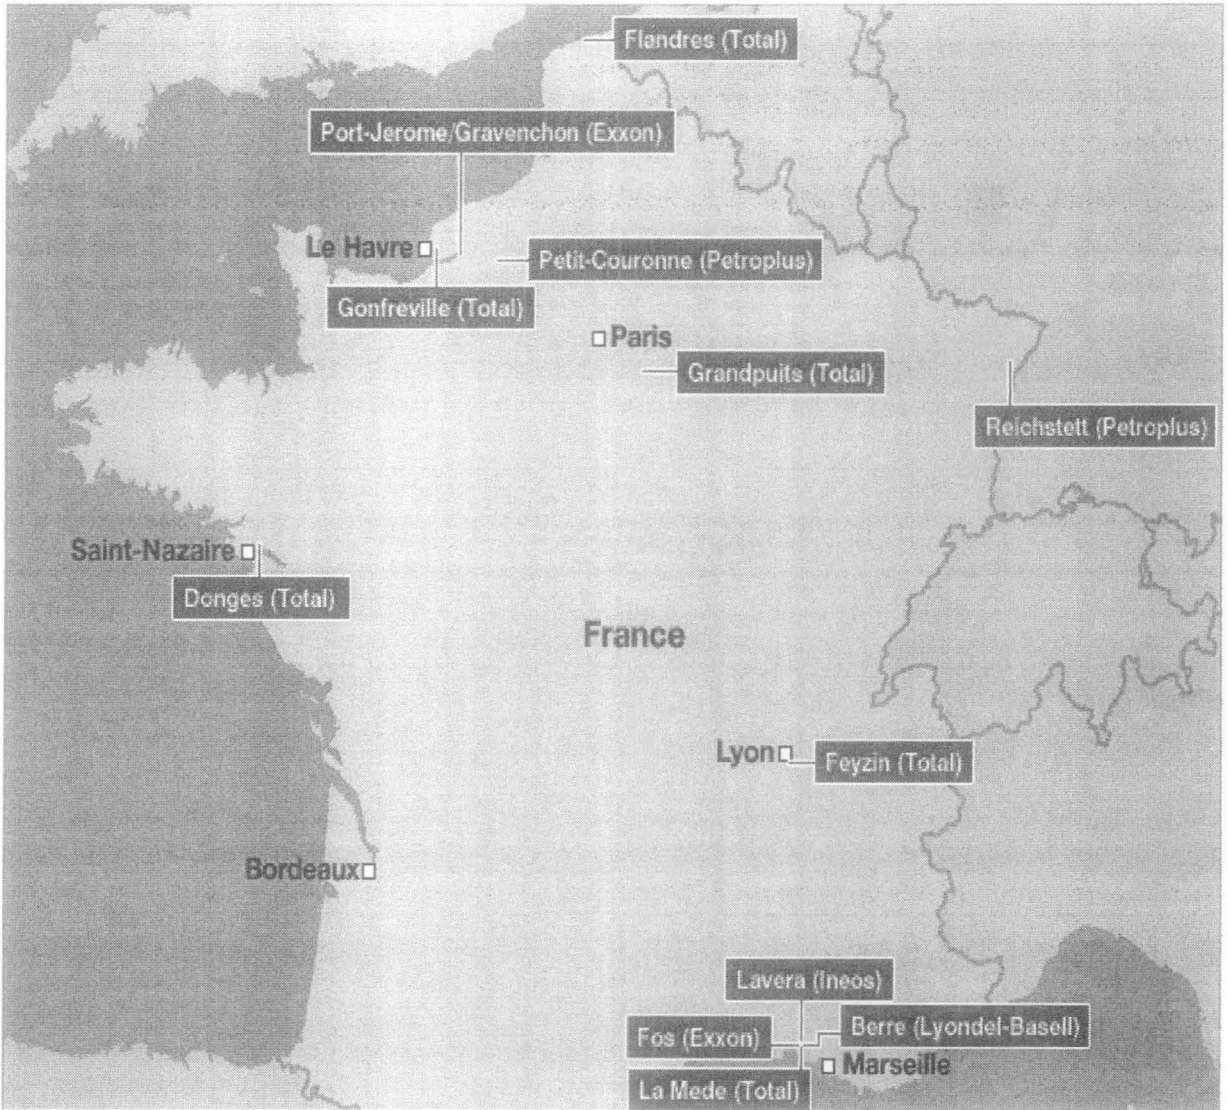 Flandres (Total)
Port-Jerome/Gravenchon (Exxon)
Le Havre
Petit-Couronne (Petroplus)
Gonfreville (Total)
Paris
Grandpuits (Total)
Reichstett (Petroplus)
Saint-Nazaire
Donges (Total)
France
Lyon
Feyzin (Total)
Bordeaux
Lavera (Ineos)
Fos (Exxon)
Berre (Lyondel-Basell)
Marseille
La Mede (Total)